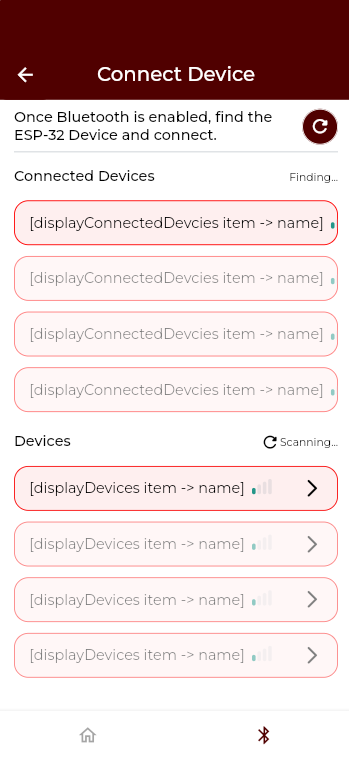 Connect Device
Once Bluetooth is enabled, find the
ESP-32 Device and connect.
Connected Devices
Finding...
[displayConnectedDevcies item -> name]
[displayConnectedDevcies item -> name]
[displayConnectedDevcies item -> name]
[displayConnectedDevcies item -> name]
Devices
Scanning...
[displayDevices item -> name]
[displayDevices item -> name]
[displayDevices item -> name]
[displayDevices item -> name]